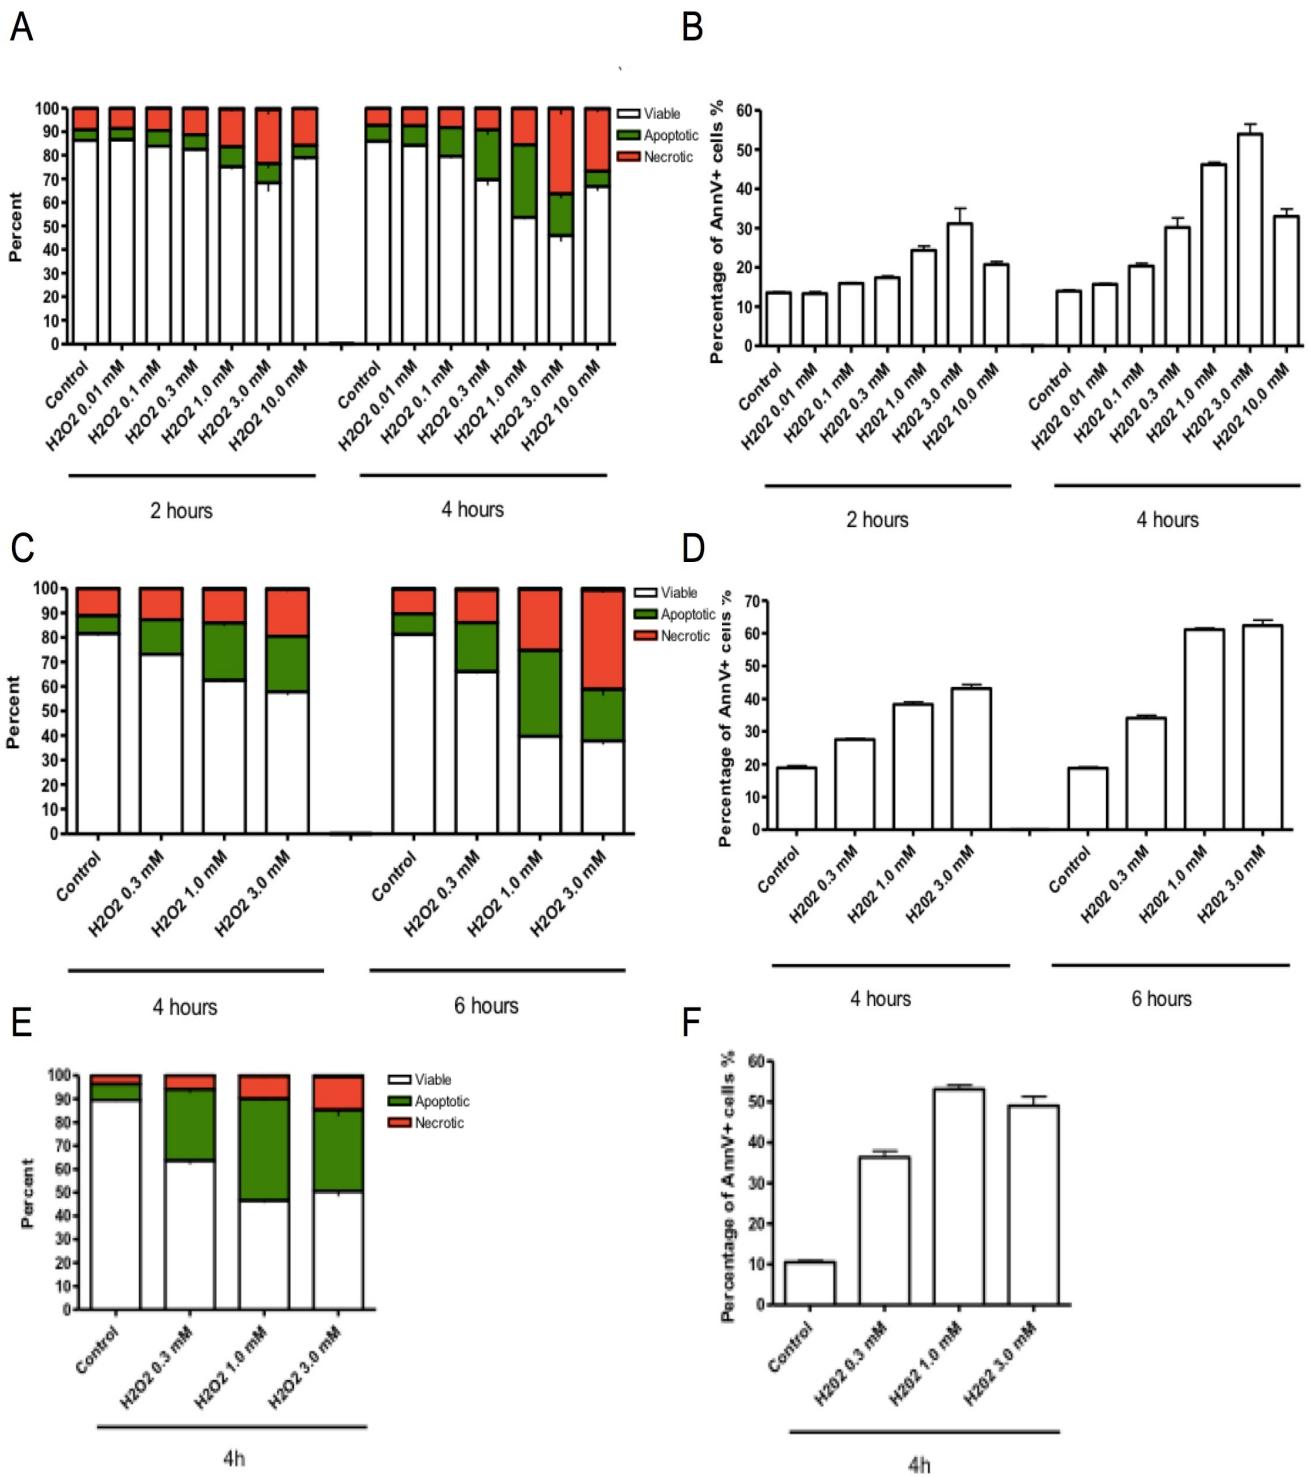 A
B
Percent
100
90
80
70
60
50
40
30
20
10
0
Viable
Apoptotic
Necrotic
Control
H2O2 0.01 mM
H2O2 0.1 mM
H2O2 0.3 mM
H2O2 1.0 mM
H2O2 3.0 mM
H2O2 10.0 mM
Control
H2O2 0.01 mM
H2O2 0.1 mM
H2O2 0.3 mM
H2O2 1.0 mM
H2O2 3.0 mM
H2O2 10.0 mM
2 hours
4 hours
Percentage of AnnV+ cells %
60
50
40
30
20
10
0
Control
H2O2 0.01 mM
H2O2 0.1 mM
H2O2 0.3 mM
H2O2 1.0 mM
H2O2 3.0 mM
H2O2 10.0 mM
Control
H2O2 0.01 mM
H2O2 0.1 mM
H2O2 0.3 mM
H2O2 1.0 mM
H2O2 3.0 mM
H2O2 10.0 mM
2 hours
4 hours
C
D
Percent
100
90
80
70
60
50
40
30
20
10
0
Viable
Apoptotic
Necrotic
Control
H2O2 0.3 mM
H2O2 1.0 mM
H2O2 3.0 mM
Control
H2O2 0.3 mM
H2O2 1.0 mM
H2O2 3.0 mM
4 hours
6 hours
Percentage of AnnV+ cells %
70
60
50
40
30
20
10
0
Control
H2O2 0.3 mM
H2O2 1.0 mM
H2O2 3.0 mM
Control
H2O2 0.3 mM
H2O2 1.0 mM
H2O2 3.0 mM
4 hours
6 hours
E
F
Percent
100
90
80
70
60
50
40
30
20
10
0
Viable
Apoptotic
Necrotic
Control
H2O2 0.3 mM
H2O2 1.0 mM
H2O2 3.0 mM
4h
Percentage of AnnV+ cells %
60
50
40
30
20
10
0
Control
H2O2 0.3 mM
H2O2 1.0 mM
H2O2 3.0 mM
4h